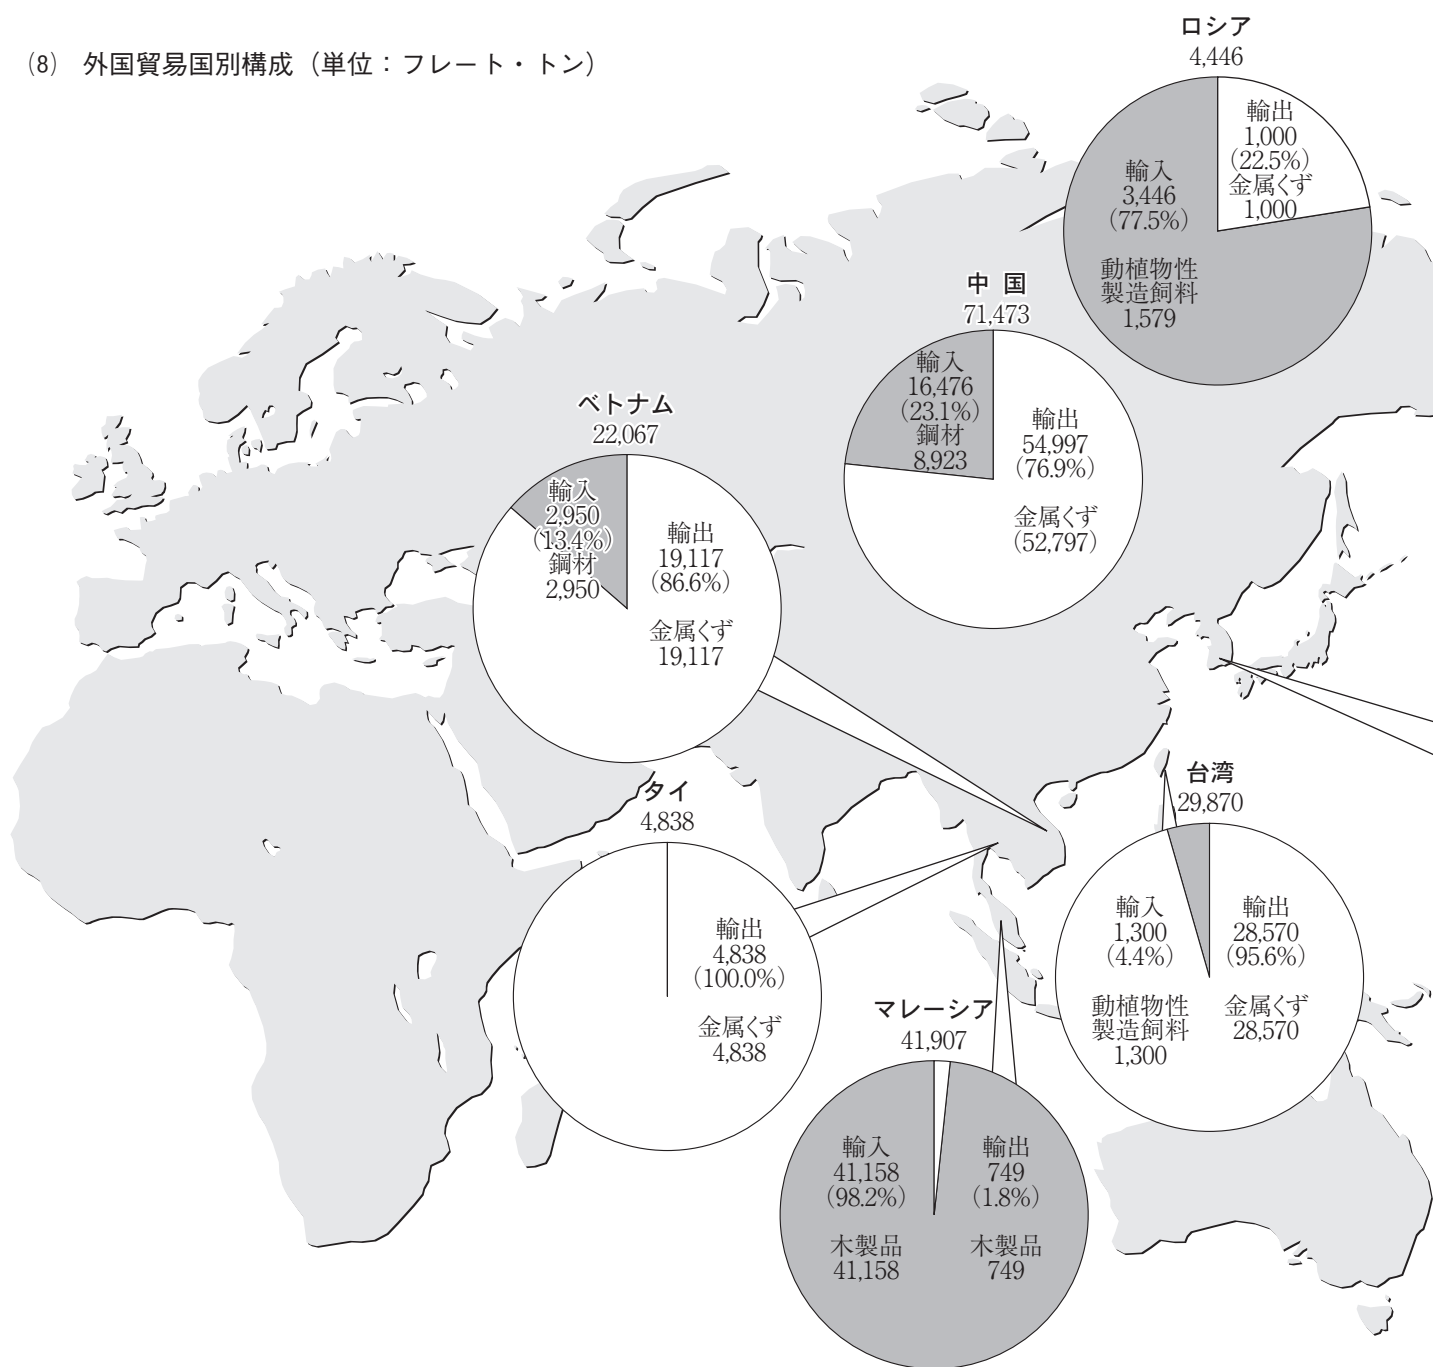 (8) 外国貿易国別構成（単位：フレート・トン）
ロシア
4,446
輸出
1,000
(22.5%)
金属くず
1,000
輸入
3,446
(77.5%)
動植物性
製造飼料
1,579
中 国
71,473
輸入
16,476
(23.1%)
鋼材
8,923
輸出
54,997
(76.9%)
金属くず
(52,797)
ベトナム
22,067
輸入
2,950
(13.4%)
鋼材
2,950
輸出
19,117
(86.6%)
金属くず
19,117
タイ
4,838
輸出
4,838
(100.0%)
金属くず
4,838
台湾
29,870
輸入
1,300
(4.4%)
動植物性
製造飼料
1,300
輸出
28,570
(95.6%)
金属くず
28,570
マレーシア
41,907
輸入
41,158
(98.2%)
木製品
41,158
輸出
749
(1.8%)
木製品
749